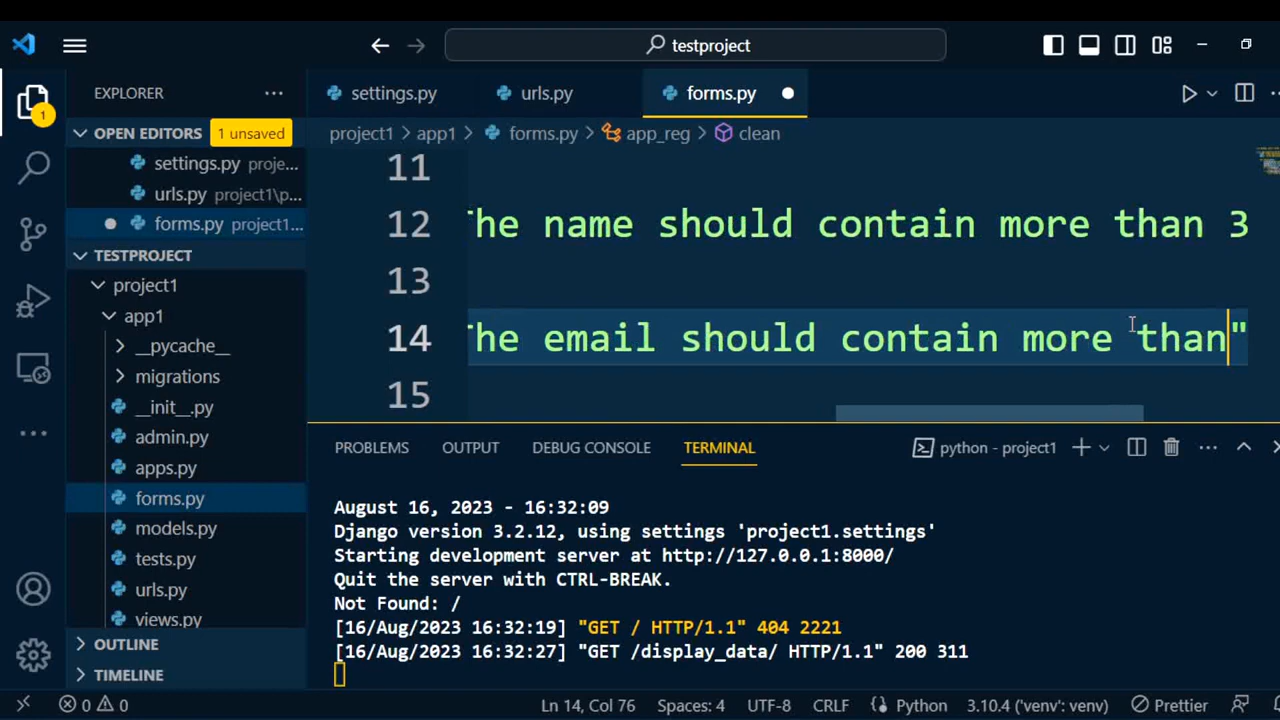 testproject
EXPLORER
settings.py
urls.py
forms.py
OPEN EDITORS 1 unsaved
project1 > app1 > forms.py > app_reg > clean
settings.py proje...
urls.py project1\p...
forms.py project1...
TESTPROJECT
project1
app1
__pycache__
migrations
__init__.py
admin.py
apps.py
forms.py
models.py
tests.py
urls.py
views.py
OUTLINE
TIMELINE
1
11
12 The name should contain more than 3
13
14 The email should contain more than"
15
PROBLEMS OUTPUT DEBUG CONSOLE TERMINAL python - project1
August 16, 2023 - 16:32:09
Django version 3.2.12, using settings 'project1.settings'
Starting development server at http://127.0.0.1:8000/
Quit the server with CTRL-BREAK.
Not Found: /
[16/Aug/2023 16:32:19] "GET / HTTP/1.1" 404 2221
[16/Aug/2023 16:32:27] "GET /display_data/ HTTP/1.1" 200 311
0 0 Ln 14, Col 76 Spaces: 4 UTF-8 CRLF Python 3.10.4 ('venv': venv) Prettier